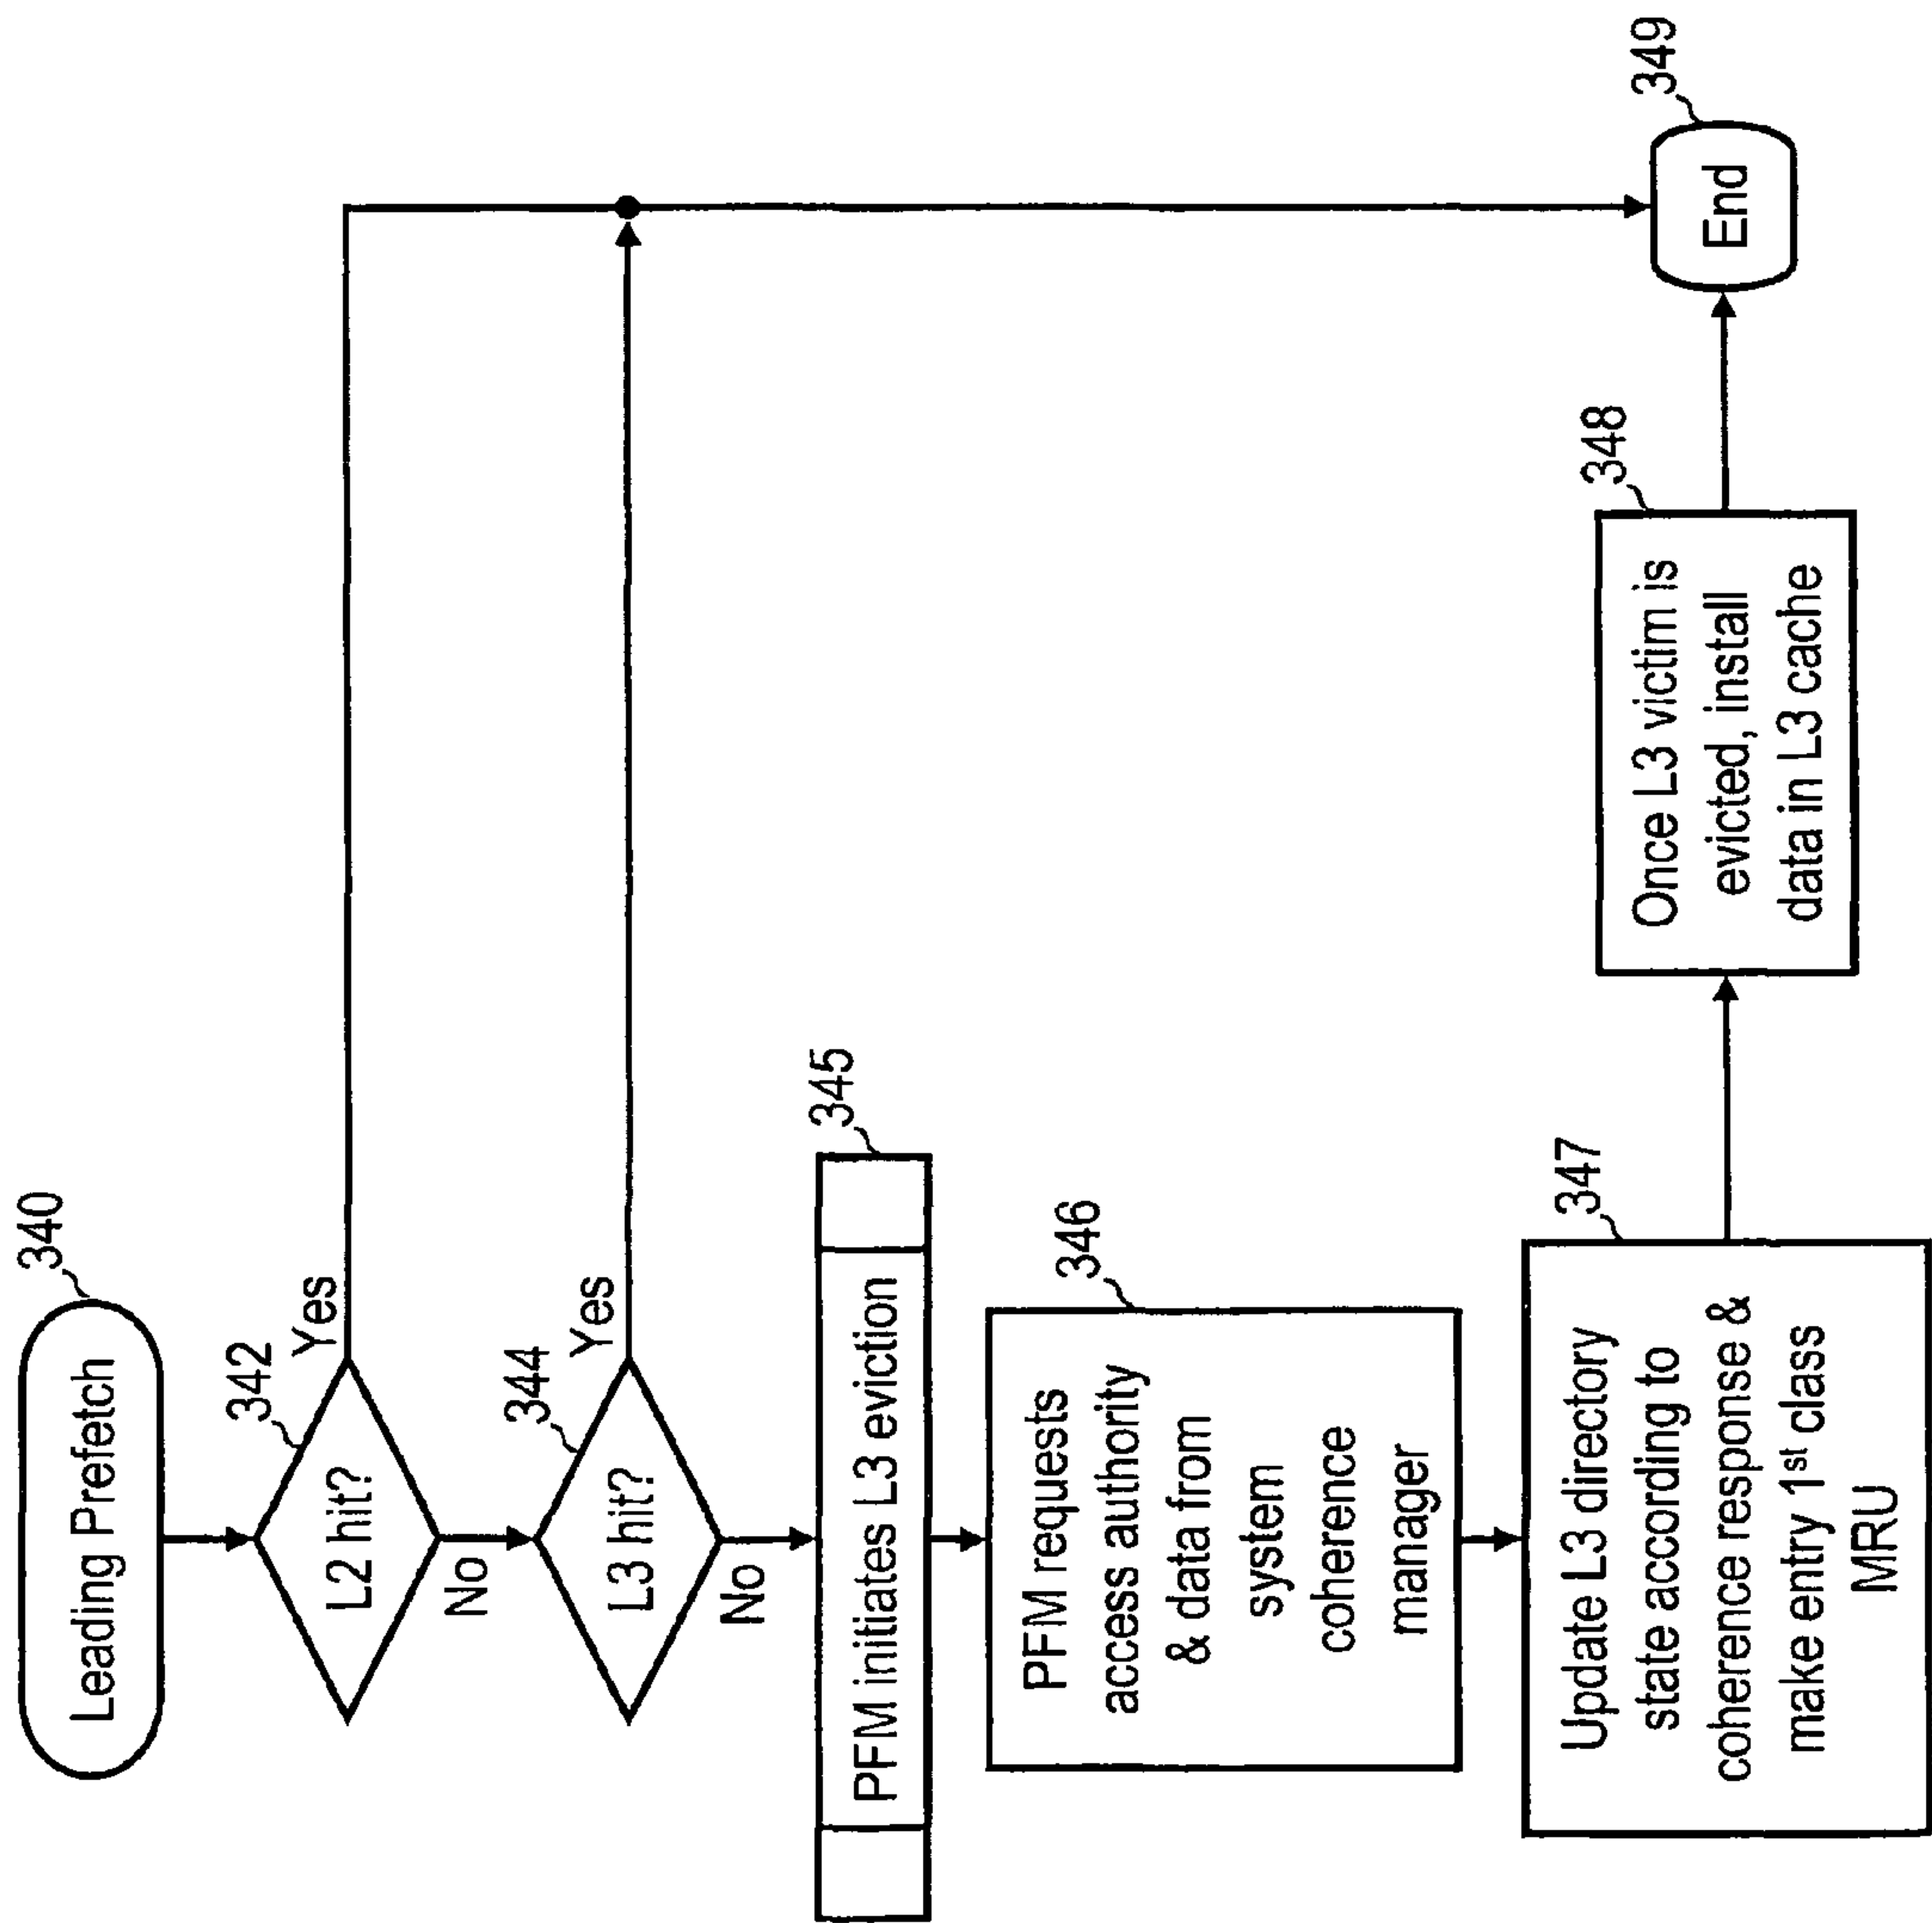 Leading Prefetch
340
L2 hit?
342
Yes
No
L3 hit?
344
Yes
No
PFM initiates L3 eviction
345
PFM requests
access authority
& data from
system
coherence
manager
346
Update L3 directory
state according to
coherence response &
make entry 1st class
MRU
347
Once L3 victim is
evicted, install
data in L3 cache
348
End
349